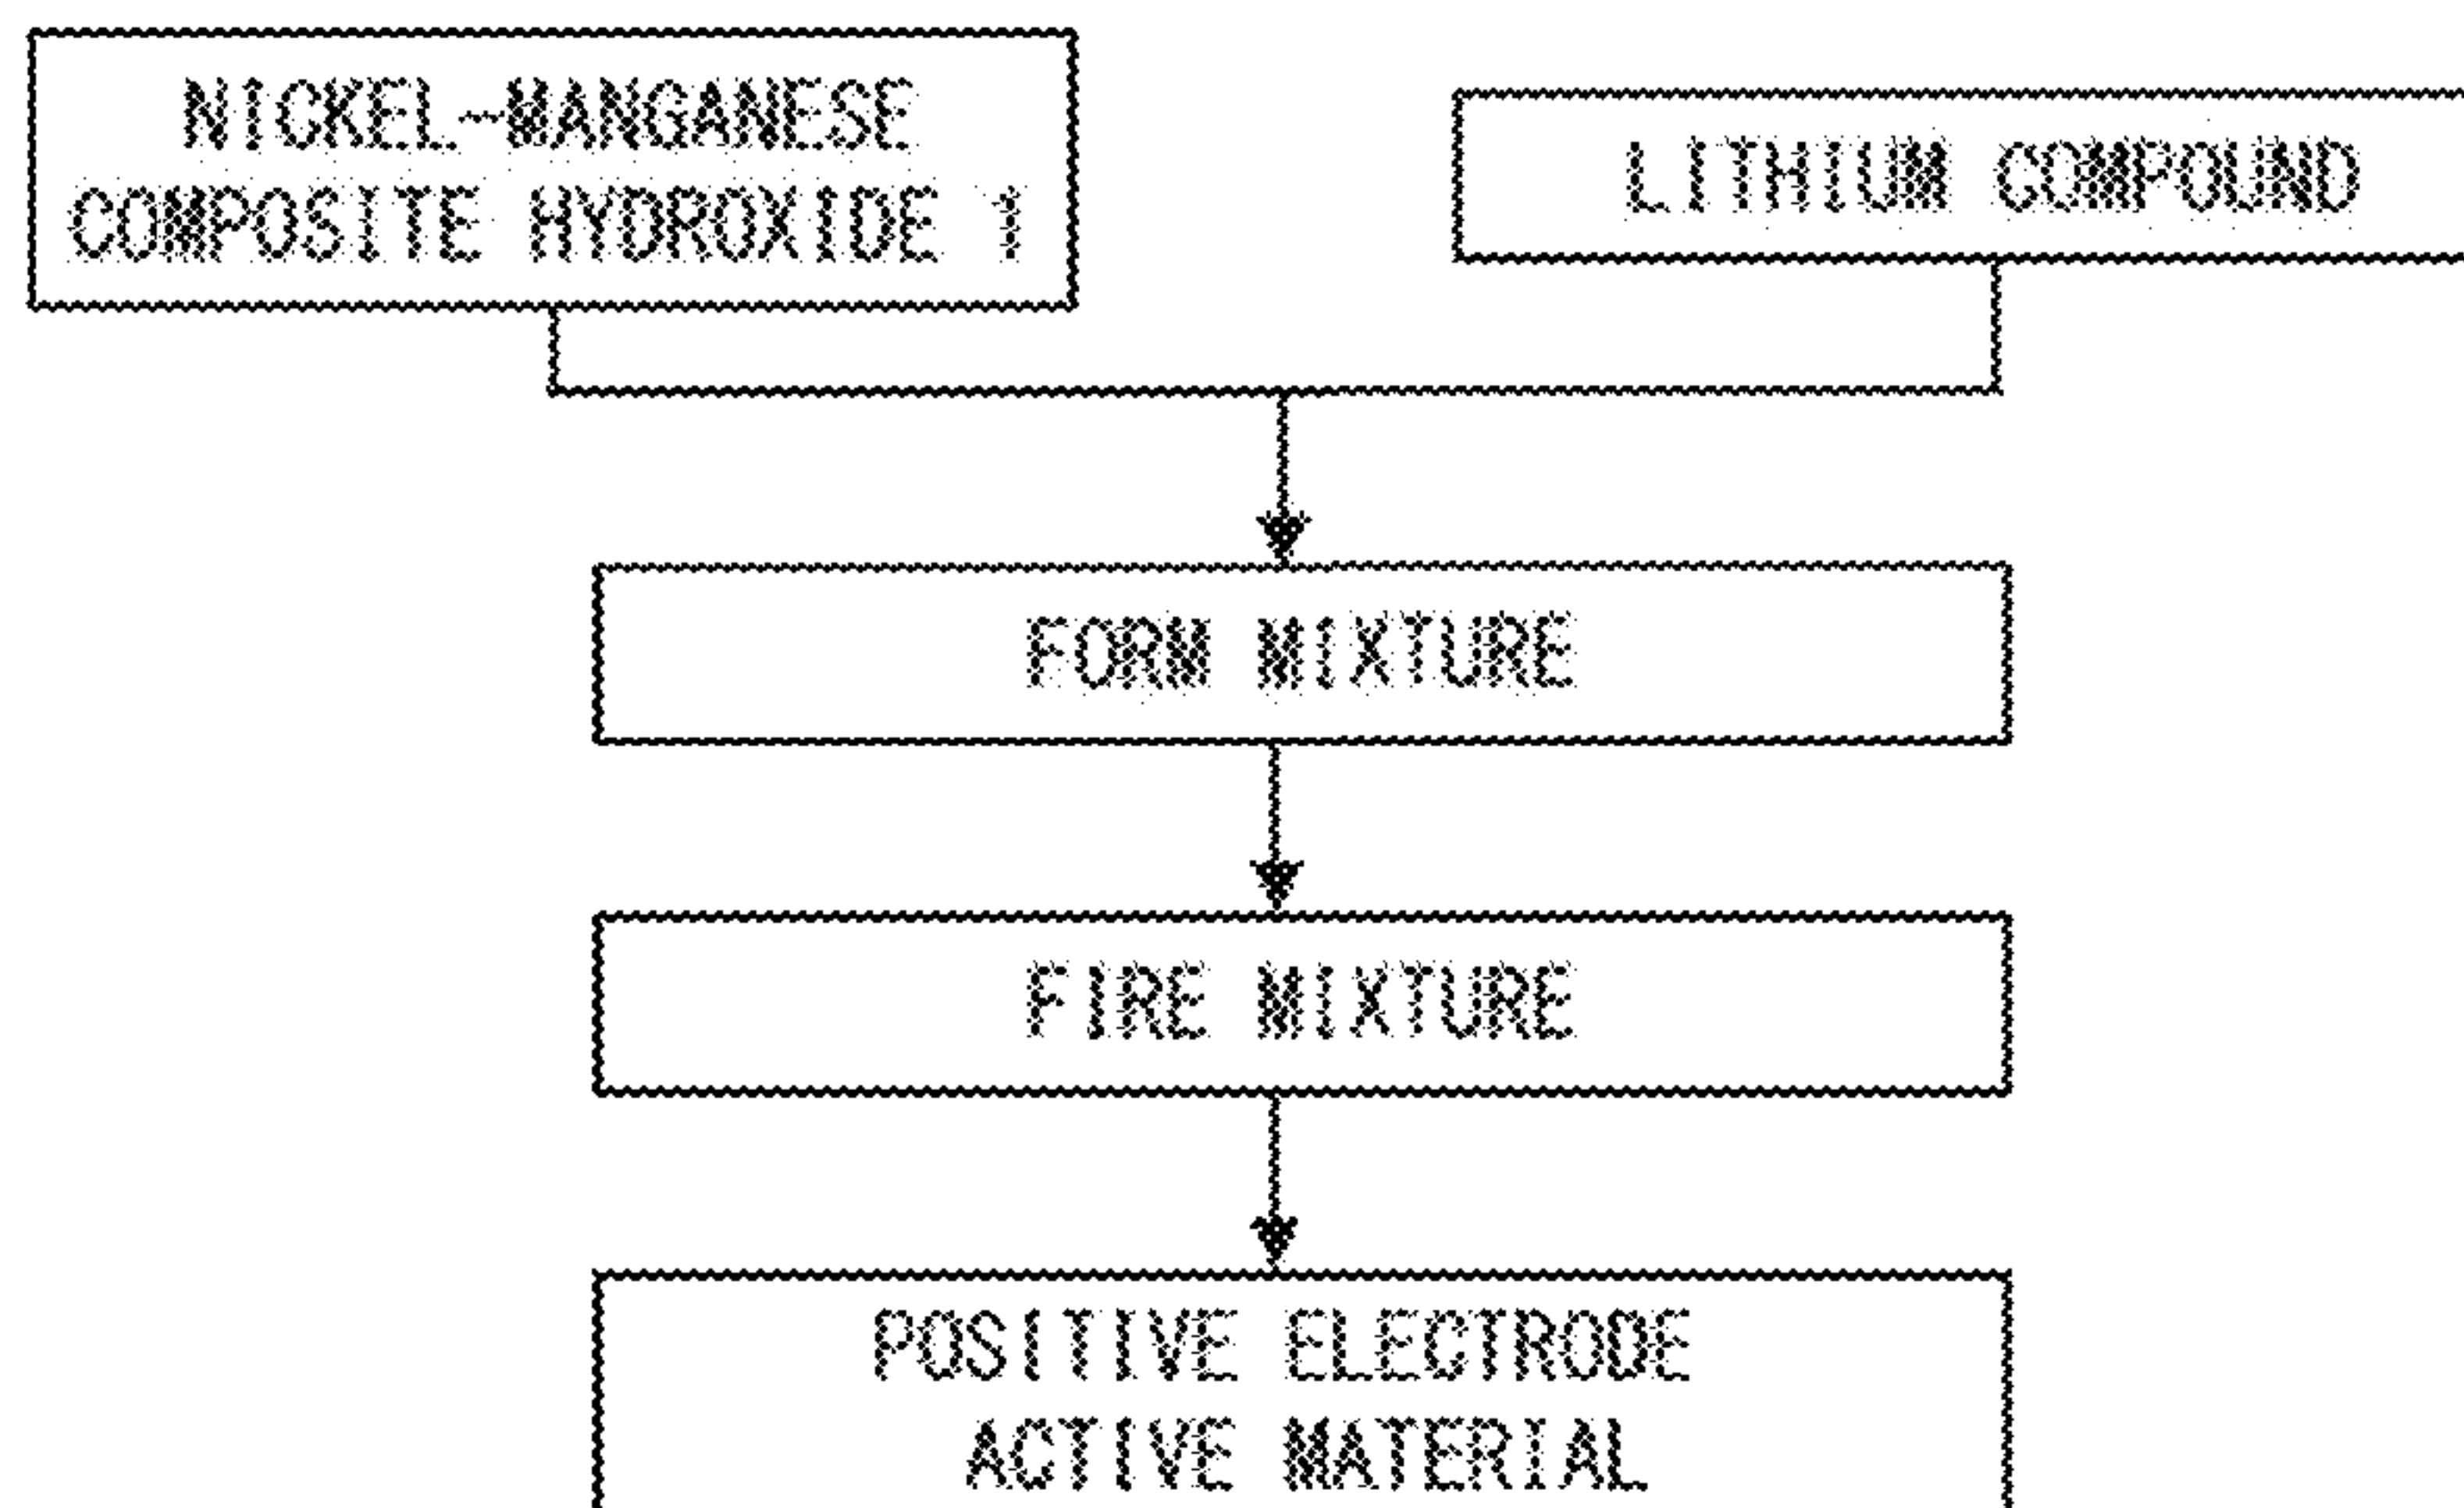 NICKEL-MANGANESE
COMPOSITE HYDROXIDE 1
LITHIUM COMPOUND
FORM MIXTURE
FIRE MIXTURE
POSITIVE ELECTRODE
ACTIVE MATERIAL